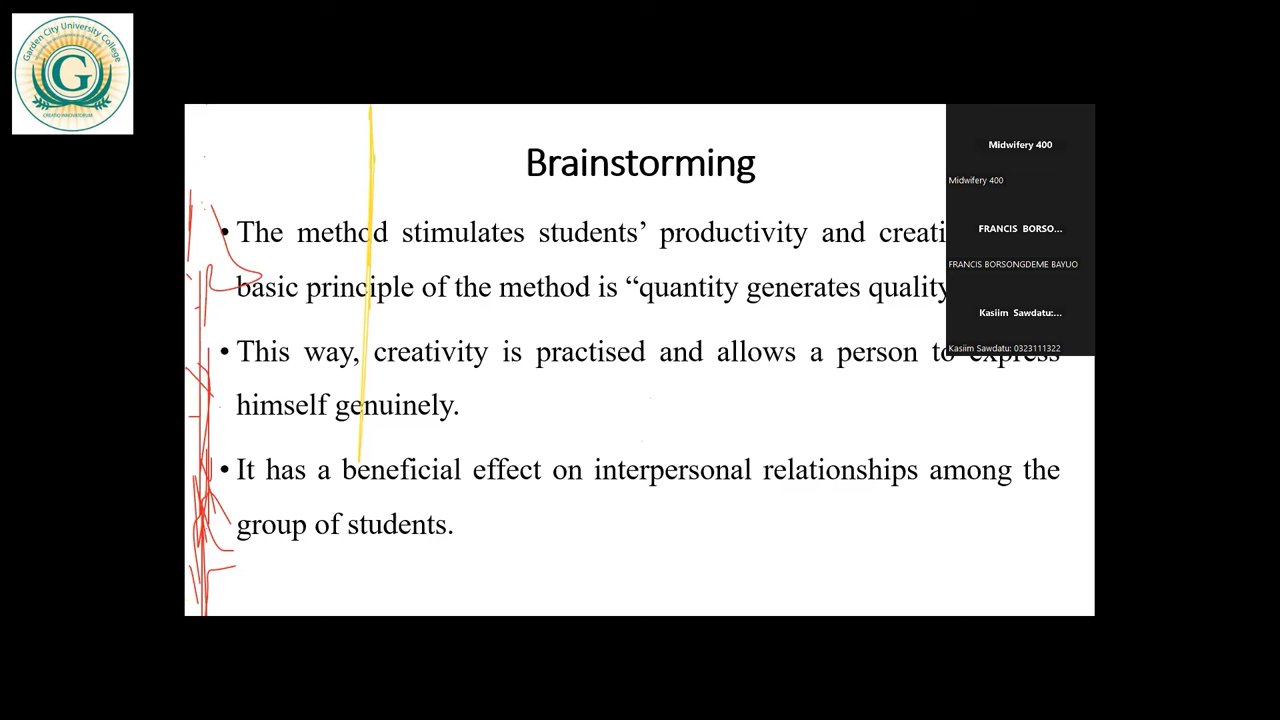 Garden City University College
G
Brainstorming
• The method stimulates students’ productivity and creati
basic principle of the method is “quantity generates quality
• This way, creativity is practised and allows a person to express
himself genuinely.
• It has a beneficial effect on interpersonal relationships among the
group of students.
Midwifery 400
Midwifery 400
FRANCIS BORSO...
FRANCIS BORSONGDEME BAYUO
Kasiim Sawdatu:...
Kasiim Sawdatu: 0323111322